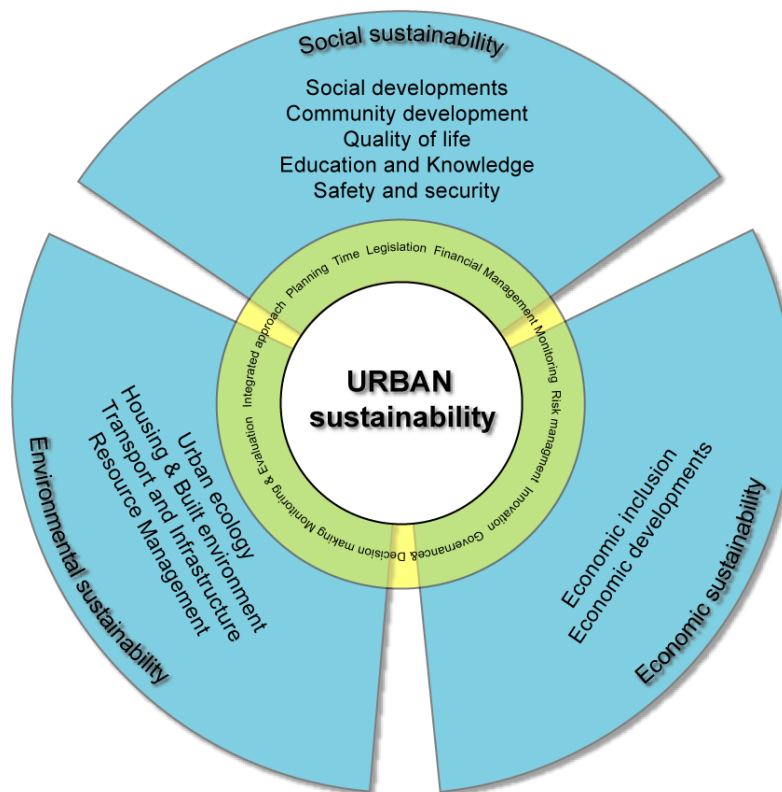 Social sustainability
Social developments
Community development
Quality of life
Education and Knowledge
Safety and security
Integrated approach Planning Time Legislation Financial Management Monitoring Risk managment Innovation Governance& Decision making Monitoring & Evaluation
URBAN
sustainability
Urban ecology
Housing & Built environment
Transport and Infrastructure
Resource Management
Environmental sustainability
Economic inclusion
Economic developments
Economic sustainability